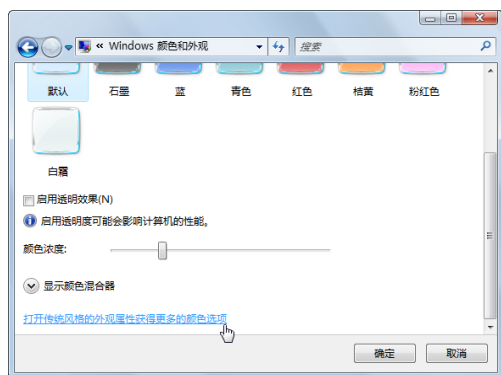 « Windows 颜色和外观
搜索
默认 石墨 蓝 青色 红色 桔黄 粉红色
白霜
启用透明效果(N)
启用透明度可能会影响计算机的性能。
颜色浓度:
显示颜色混合器
打开传统风格的外观属性获得更多的颜色选项
确定 取消